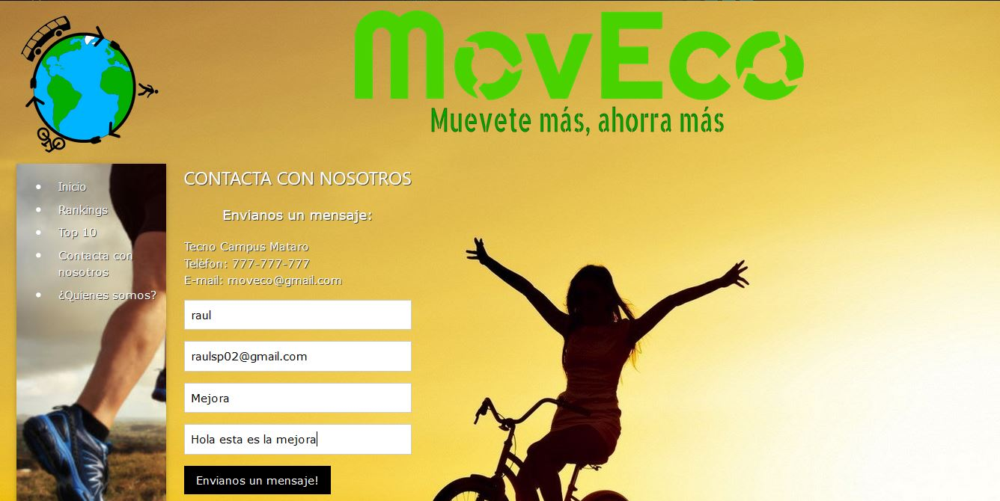 MovEco
Muevete más, ahorra más
Inicio
Rankings
Top 10
Contacta con
nosotros
¿Quienes somos?
CONTACTA CON NOSOTROS
Envianos un mensaje:
Tecno Campus Mataro
Telèfon: 777-777-777
E-mail: moveco@gmail.com
raul
raulsp02@gmail.com
Mejora
Hola esta es la mejora
Envianos un mensaje!